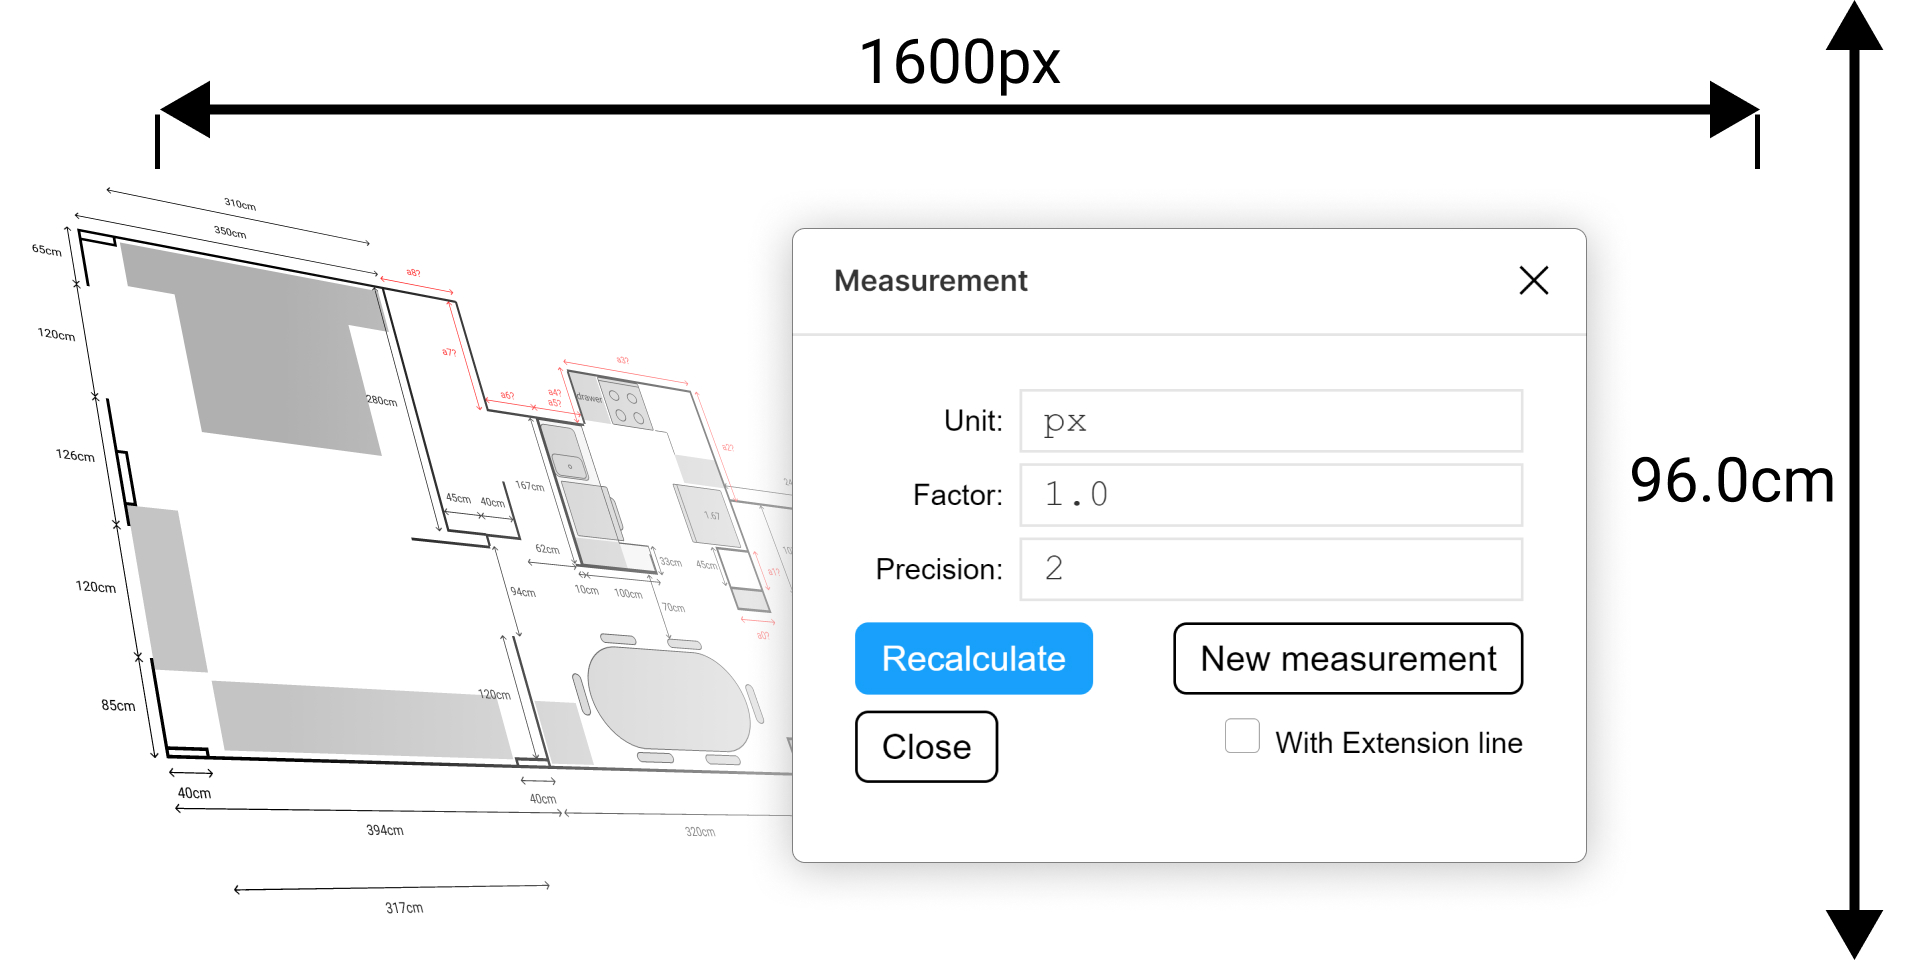 1600px
96.0cm
310cm
350cm
65cm
a8?
120cm
a7?
280cm
a3?
a6?
a4?
a5?
drawer
a2?
126cm
167cm
45cm
40cm
1.67
62cm
33cm
45cm
a1?
120cm
94cm
10cm
100cm
70cm
a0?
120cm
85cm
40cm
40cm
394cm
320cm
317cm
Measurement
Unit: px
Factor: 1.0
Precision: 2
Recalculate
New measurement
Close
With Extension line